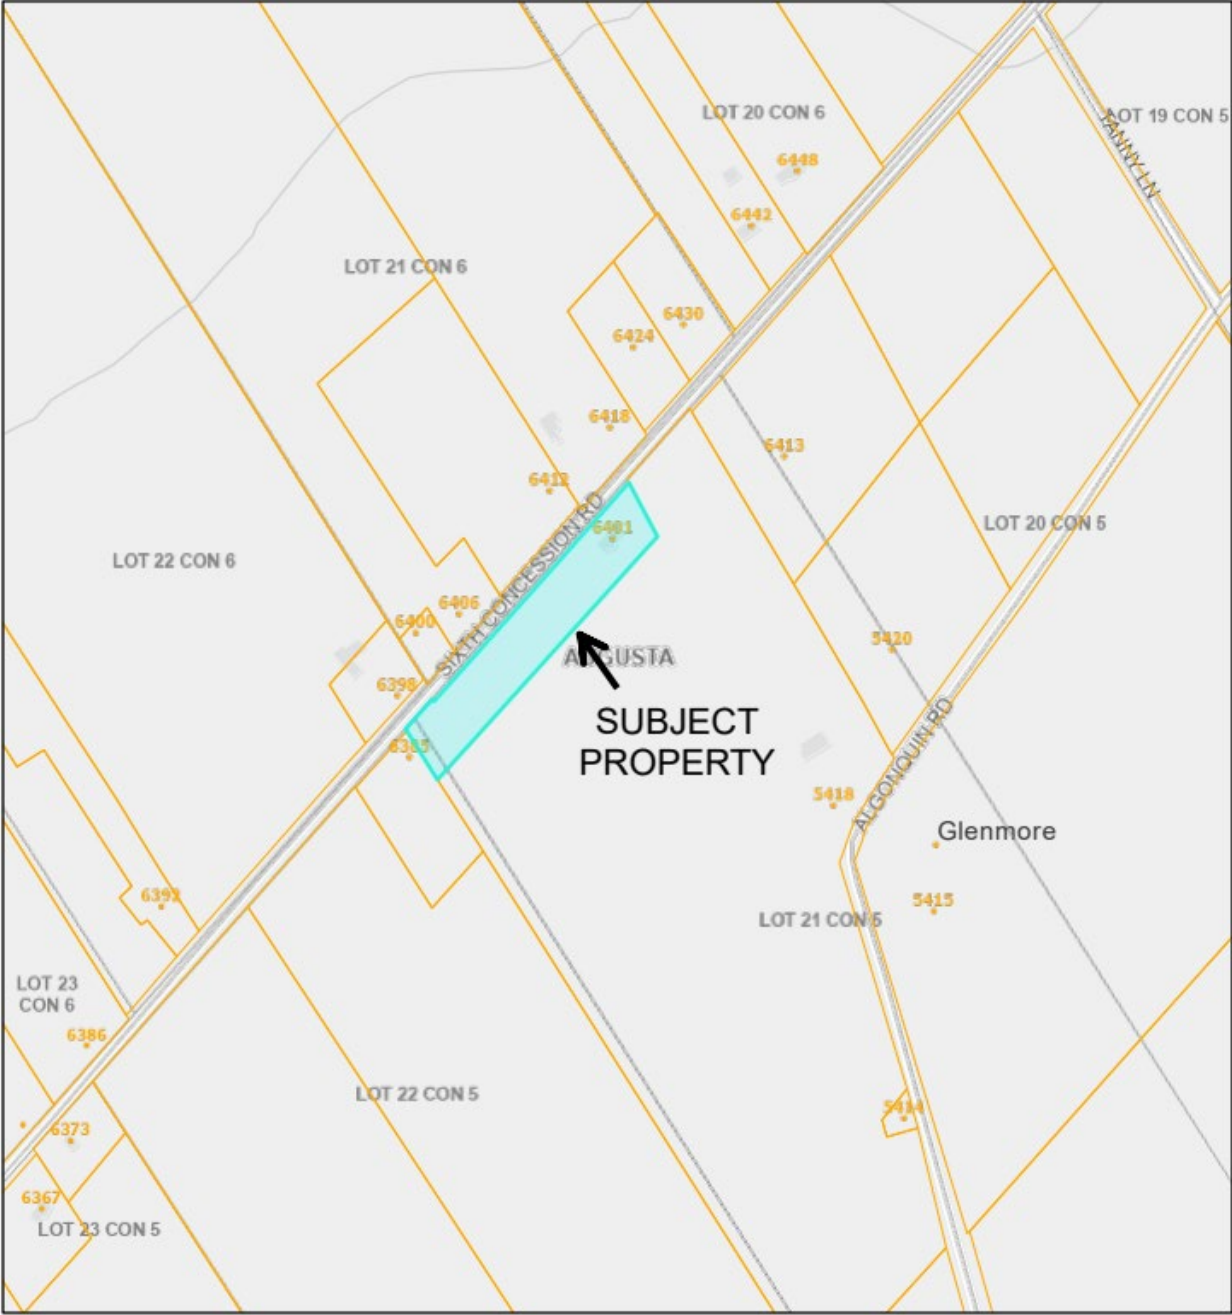 LOT 20 CON 6
LOT 19 CON 5
TANNY LN
6448
6442
LOT 21 CON 6
6430
6424
6418
6413
6412
SIXTH CONCESSION RD
6401
LOT 20 CON 5
LOT 22 CON 6
6406
6400
5420
AUGUSTA
6398
SUBJECT
PROPERTY
ALGONQUIN RD
5418
Glenmore
6392
5415
LOT 21 CON 5
LOT 23
CON 6
6386
LOT 22 CON 5
5414
6373
6367
LOT 23 CON 5